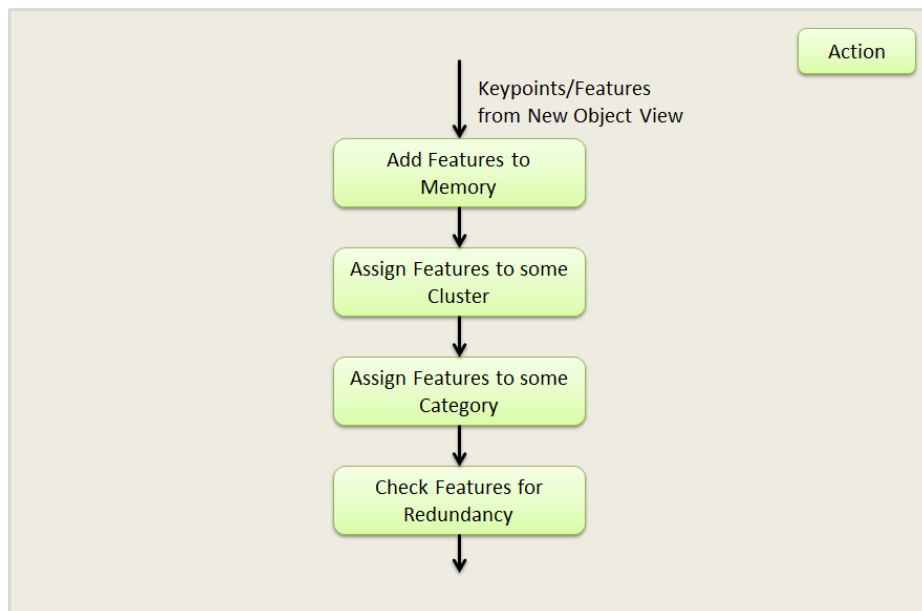 Action
Keypoints/Features
from New Object View
Add Features to
Memory
Assign Features to some
Cluster
Assign Features to some
Category
Check Features for
Redundancy